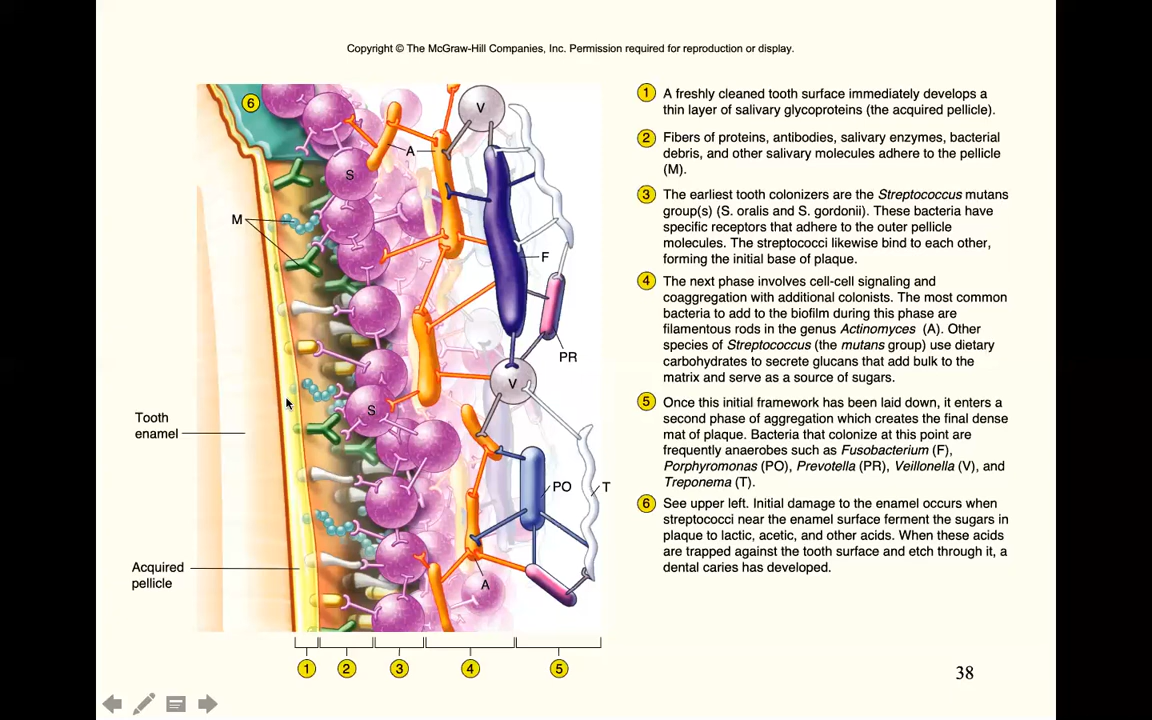 Copyright © The McGraw-Hill Companies, Inc. Permission required for reproduction or display.
6
V
A
S
M
F
PR
V
S
PO
T
Tooth
enamel
Acquired
pellicle
A
1
2
3
4
5
1 A freshly cleaned tooth surface immediately develops a
thin layer of salivary glycoproteins (the acquired pellicle).
2 Fibers of proteins, antibodies, salivary enzymes, bacterial
debris, and other salivary molecules adhere to the pellicle
(M).
3 The earliest tooth colonizers are the Streptococcus mutans
group(s) (S. oralis and S. gordonii). These bacteria have
specific receptors that adhere to the outer pellicle
molecules. The streptococci likewise bind to each other,
forming the initial base of plaque.
4 The next phase involves cell-cell signaling and
coaggregation with additional colonists. The most common
bacteria to add to the biofilm during this phase are
filamentous rods in the genus Actinomyces (A). Other
species of Streptococcus (the mutans group) use dietary
carbohydrates to secrete glucans that add bulk to the
matrix and serve as a source of sugars.
5 Once this initial framework has been laid down, it enters a
second phase of aggregation which creates the final dense
mat of plaque. Bacteria that colonize at this point are
frequently anaerobes such as Fusobacterium (F),
Porphyromonas (PO), Prevotella (PR), Veillonella (V), and
Treponema (T).
6 See upper left. Initial damage to the enamel occurs when
streptococci near the enamel surface ferment the sugars in
plaque to lactic, acetic, and other acids. When these acids
are trapped against the tooth surface and etch through it, a
dental caries has developed.
38